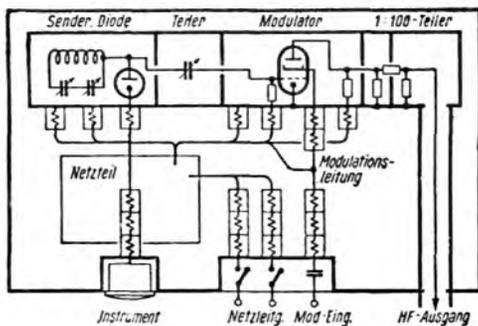 Sender, Diode Teiler Modulator 1:100-Teiler
Netzteil
Modulations-
leitung
Instrument Netzleitg. Mod.-Eing. HF-Ausgang